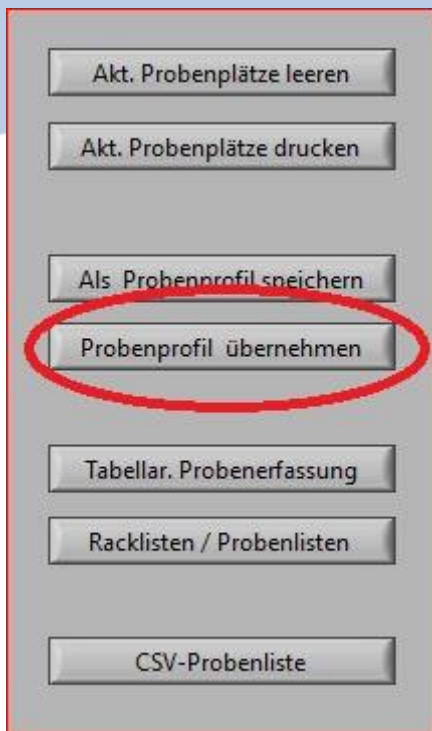 Akt. Probenplätze leeren
Akt. Probenplätze drucken
Als Probenprofil speichern
Probenprofil übernehmen
Tabellar. Probenerfassung
Racklisten / Probenlisten
CSV-Probenliste